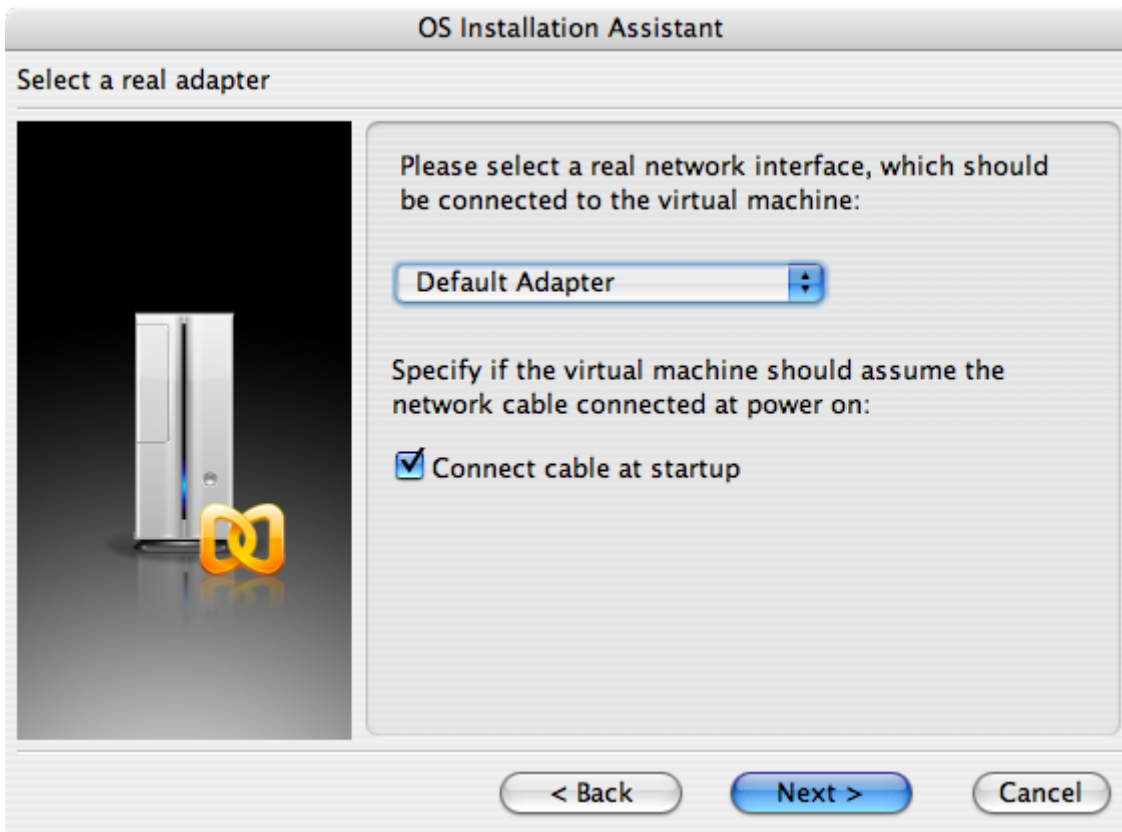 OS Installation Assistant
Select a real adapter
Please select a real network interface, which should
be connected to the virtual machine:
Default Adapter
Specify if the virtual machine should assume the
network cable connected at power on:
Connect cable at startup
< Back
Next >
Cancel